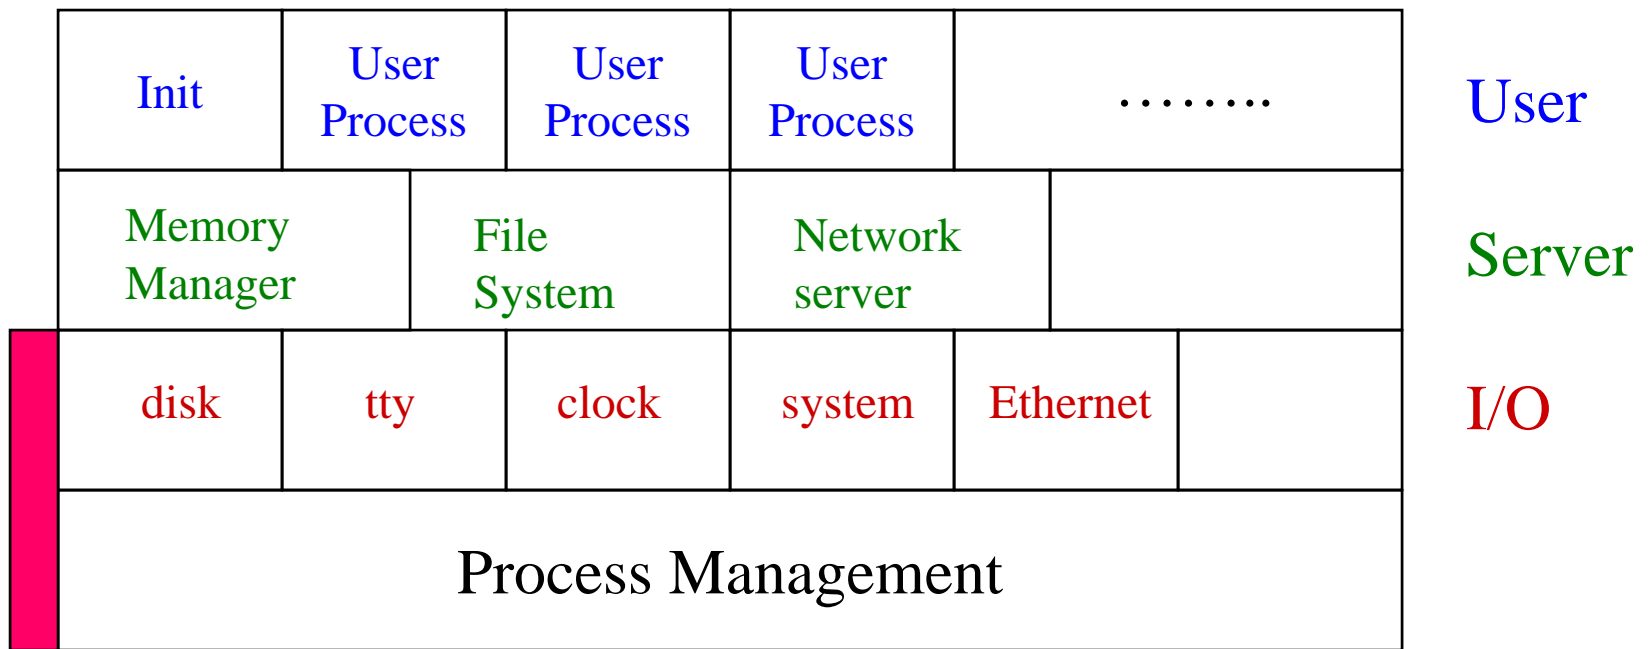 Init
User
Process
User
Process
User
Process
……..
User
Memory
Manager
File
System
Network
server
Server
disk
tty
clock
system
Ethernet
I/O
Process Management